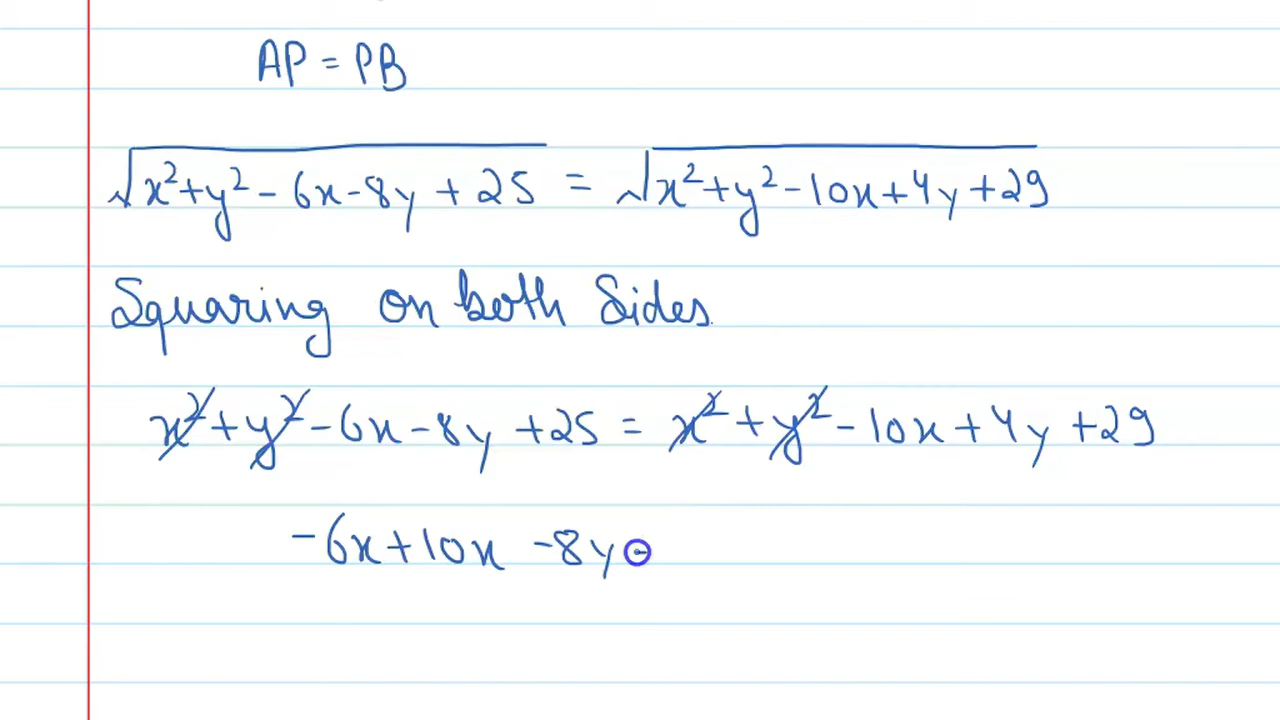 AP = PB
√x²+y²-6x-8y+25 = √x²+y²-10x+4y+29
Squaring on both Sides.
x²+y²-6x-8y+25 = x²+y²-10x+4y+29
-6x+10x-8y-